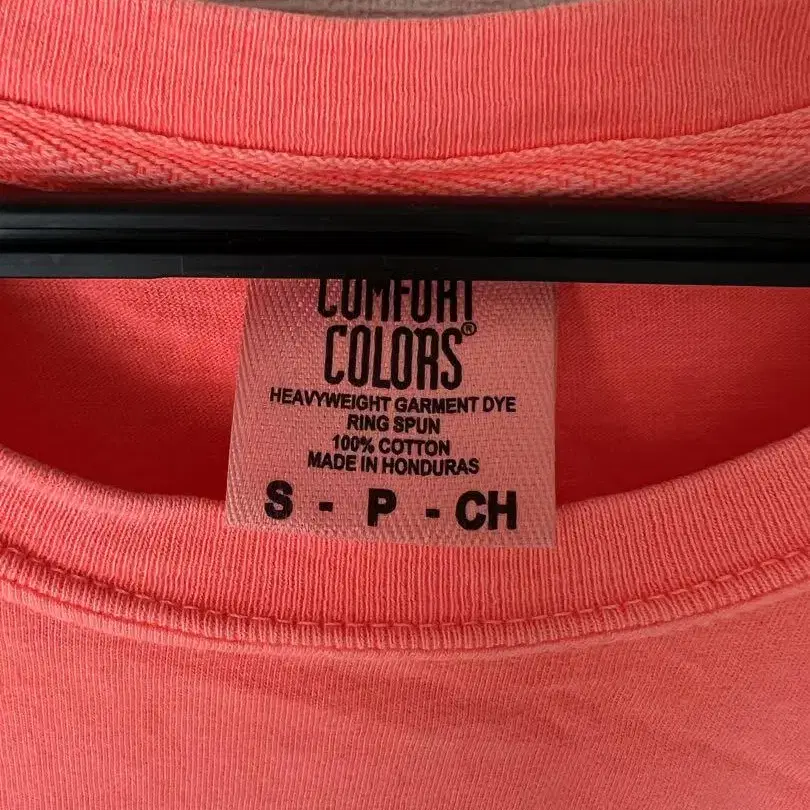 COMFORT
COLORS®
HEAVYWEIGHT GARMENT DYE
RING SPUN
100% COTTON
MADE IN HONDURAS
S - P - CH